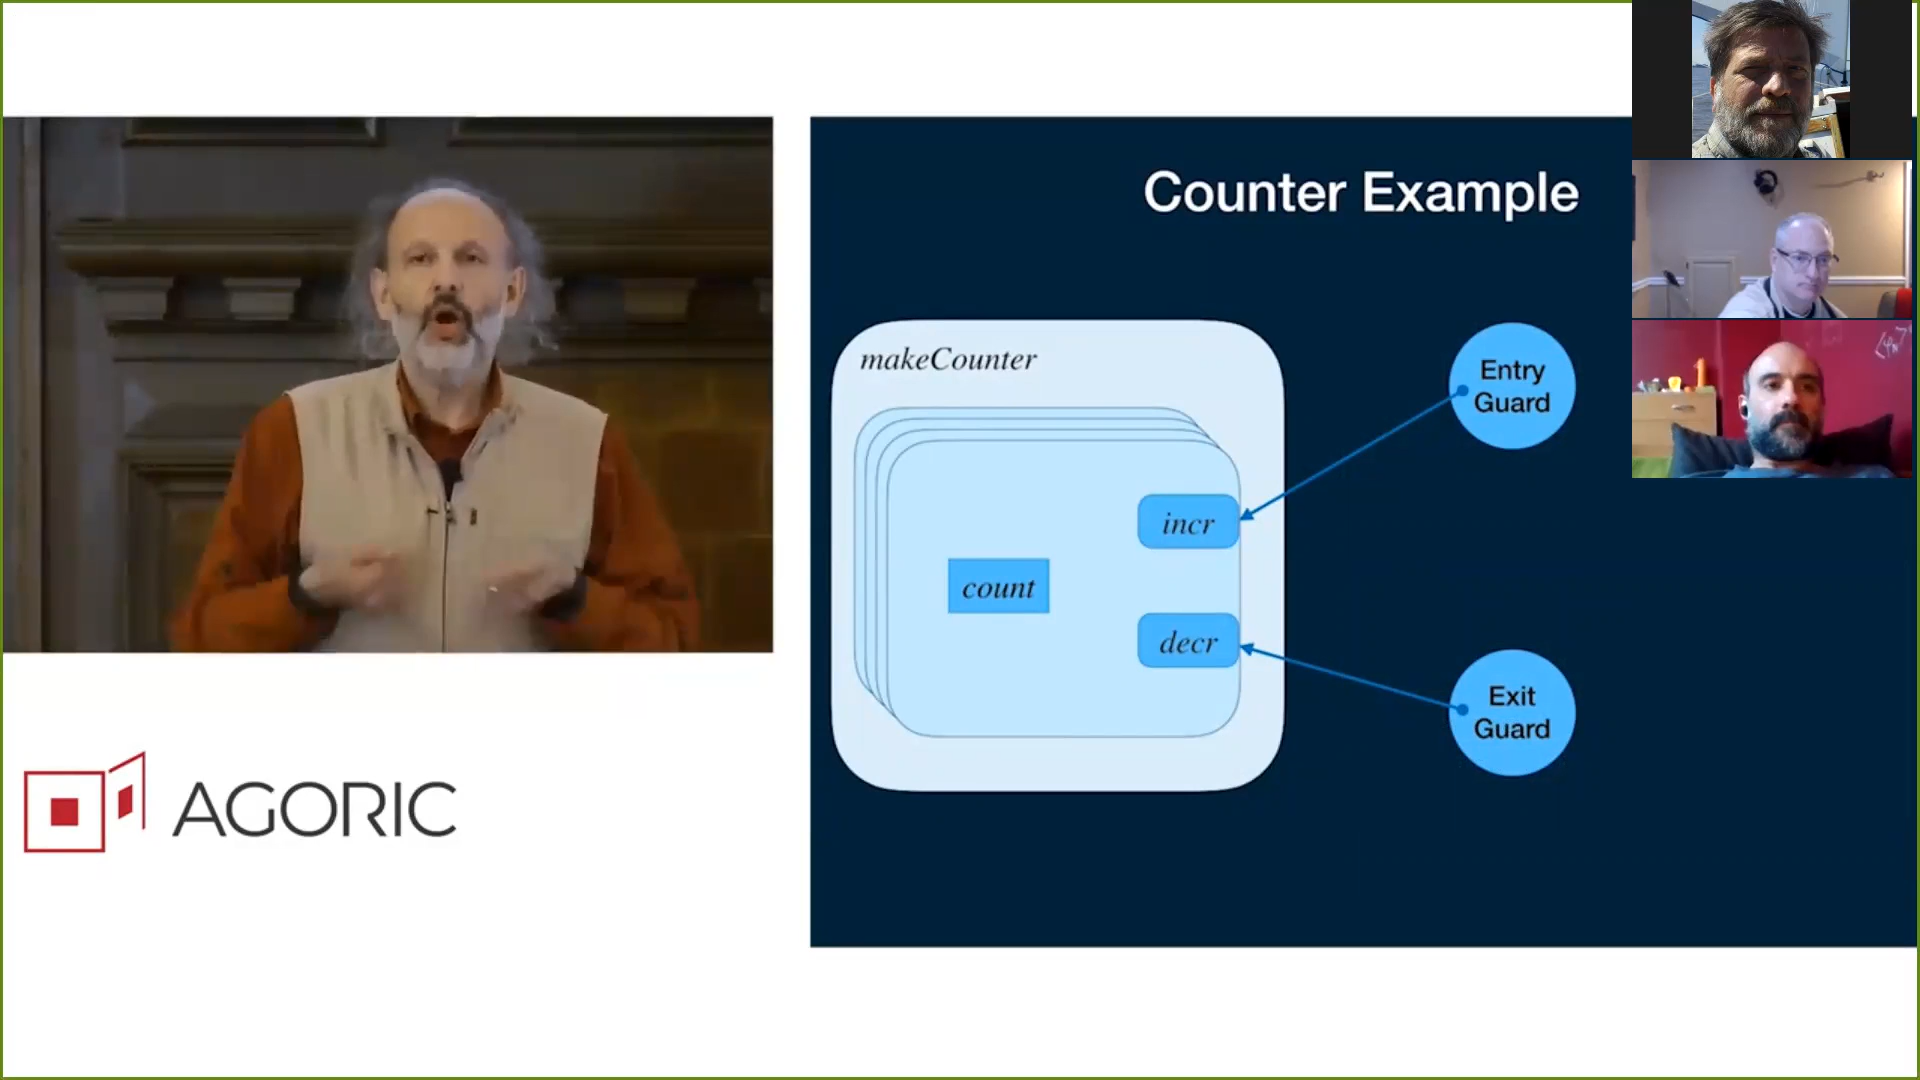 Counter Example
makeCounter
Entry
Guard
incr
count
decr
Exit
Guard
AGORIC